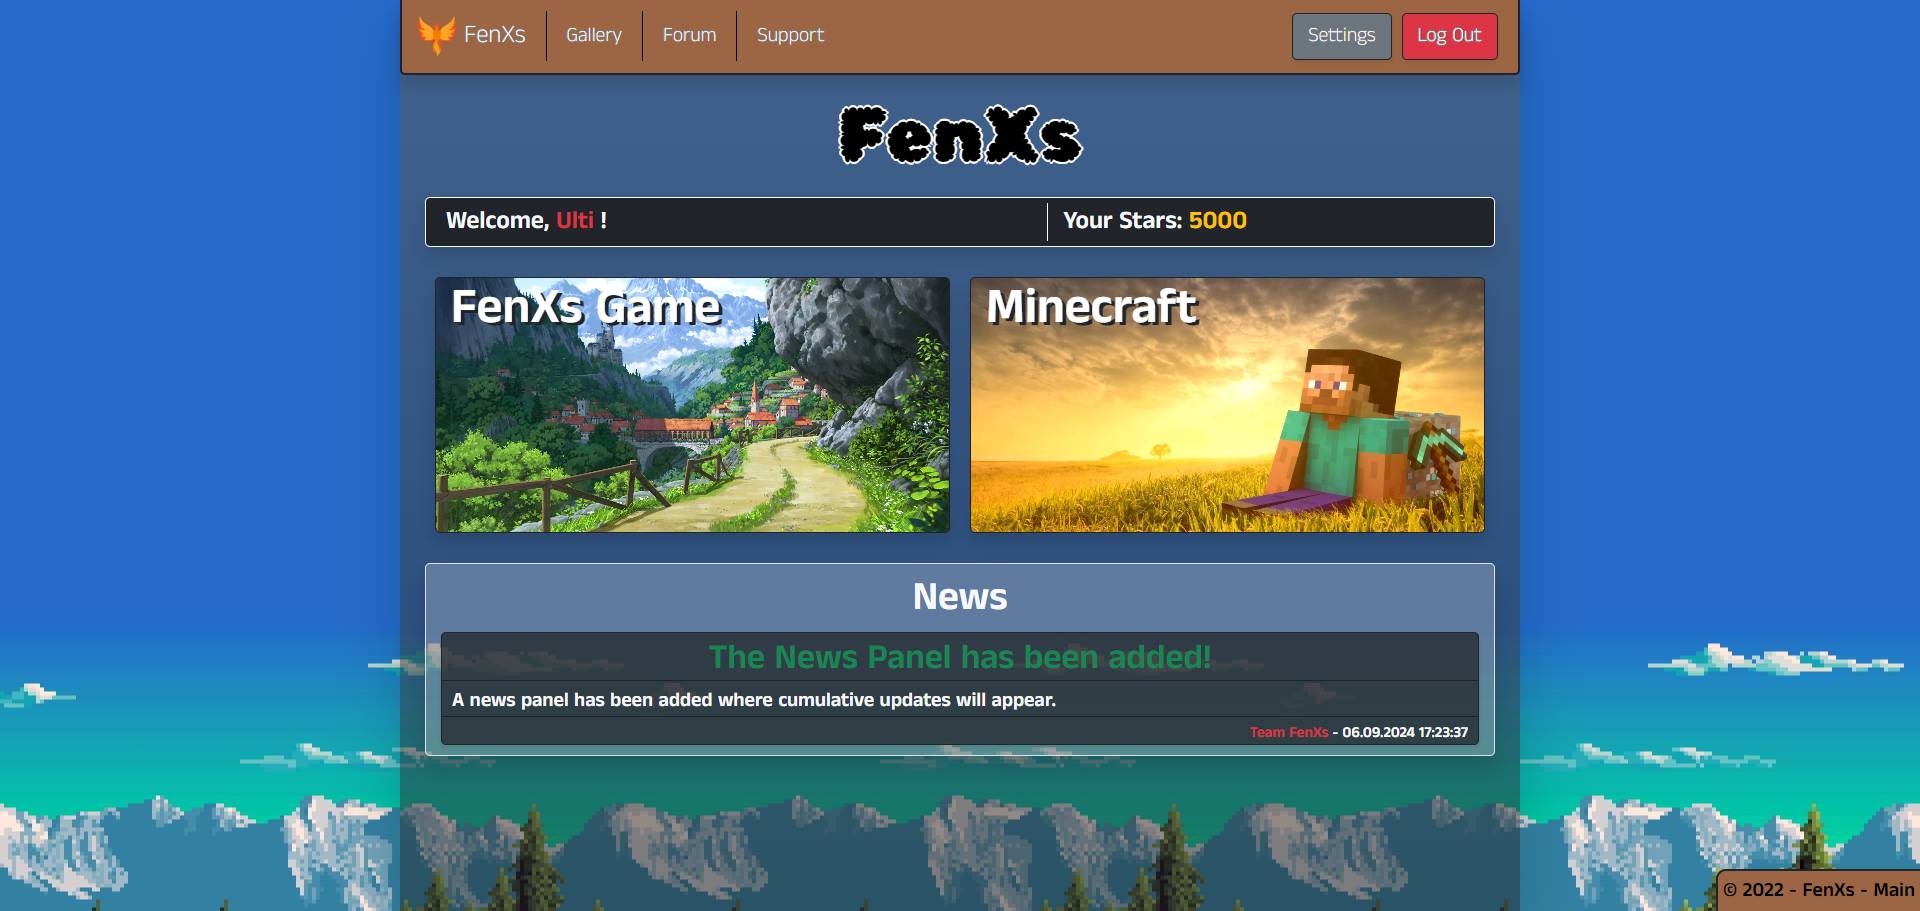 FenXs
Gallery
Forum
Support
Settings
Log Out
FenXs
Welcome, Ulti !
Your Stars: 5000
FenXs Game
Minecraft
News
The News Panel has been added!
A news panel has been added where cumulative updates will appear.
Team FenXs - 06.09.2024 17:23:37
© 2022 - FenXs - Main